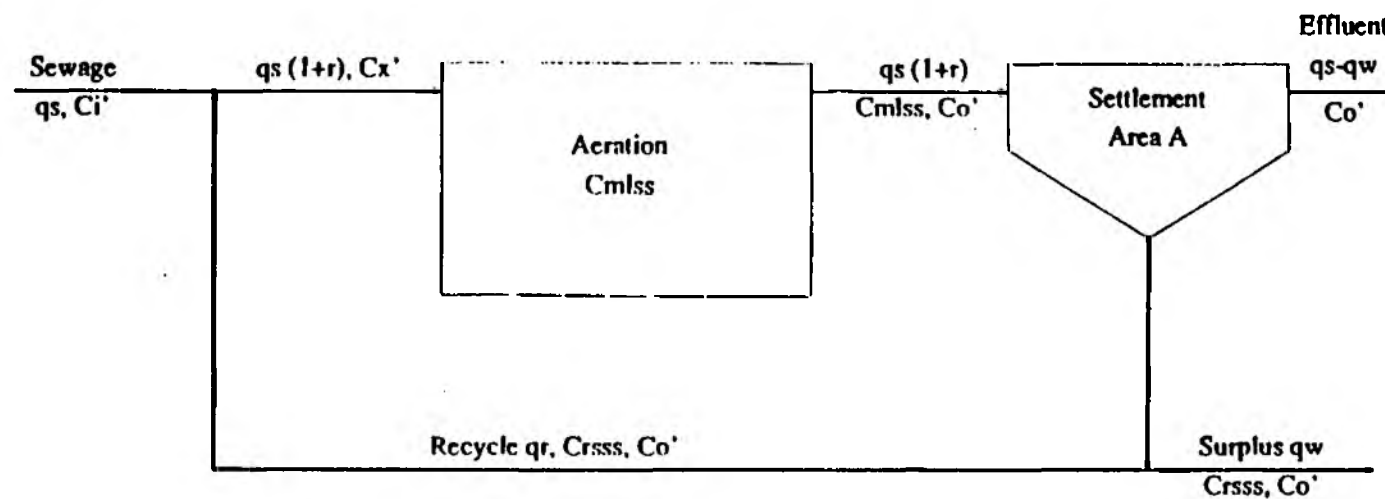 Sewage
qs, Ci'
qs (1+r), Cx'
Aeration
Cmlss
qs (1+r)
Cmlss, Co'
Settlement
Area A
Effluent
qs-qw
Co'
Recycle qr, Crsss, Co'
Surplus qw
Crsss, Co'